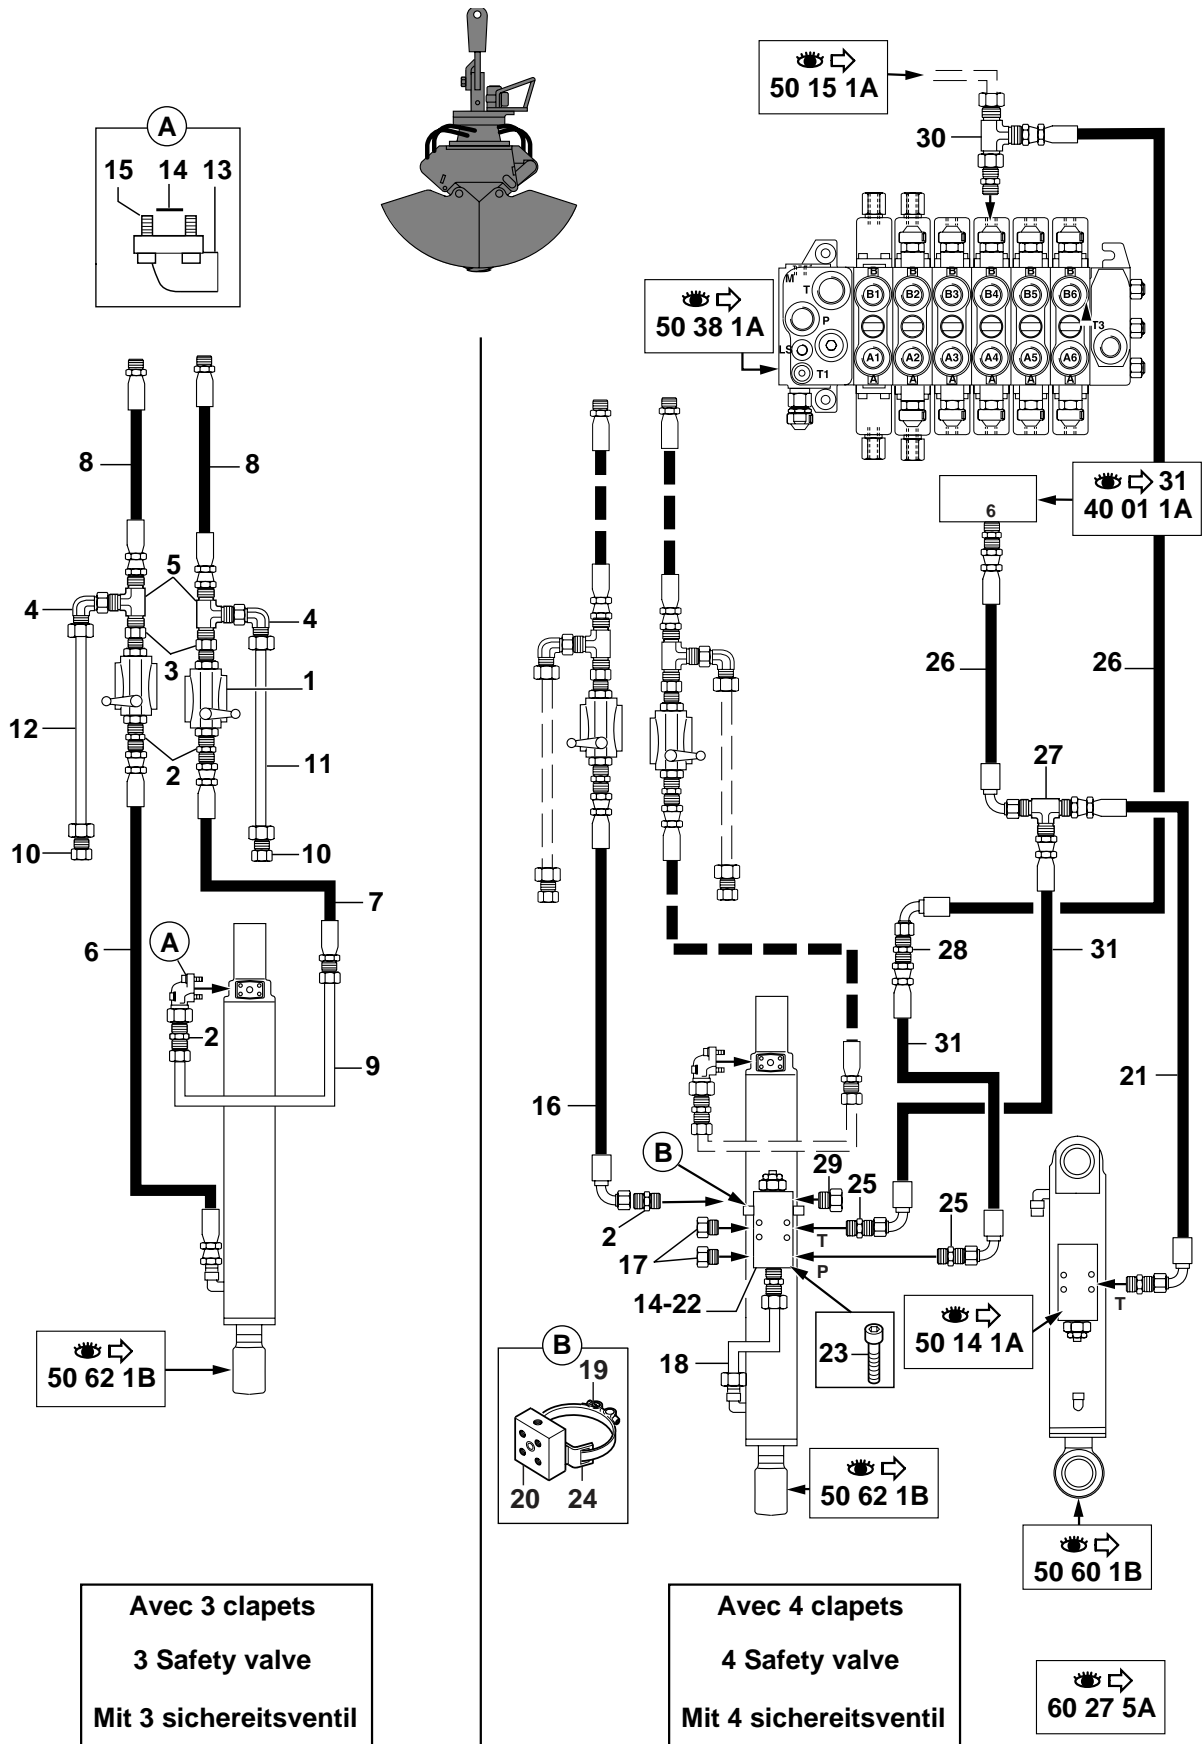 50 15 1A
30
A
15 14 13
M
T
P
LS
T1
B B B B B B
B1 B2 B3 B4 B5 B6
T3
A1 A2 A3 A4 A5 A6
A A A A A A
50 38 1A
8
8
6
31
40 01 1A
5
4
4
3
1
12
2
11
10
10
7
6
A
2
9
50 62 1B
26
26
27
28
31
31
21
16
B
29
2
25
25
17
T
P
14-22
T
50 14 1A
18
23
B
19
20 24
50 62 1B
50 60 1B
Avec 3 clapets
3 Safety valve
Mit 3 sichereitsventil
Avec 4 clapets
4 Safety valve
Mit 4 sichereitsventil
60 27 5A